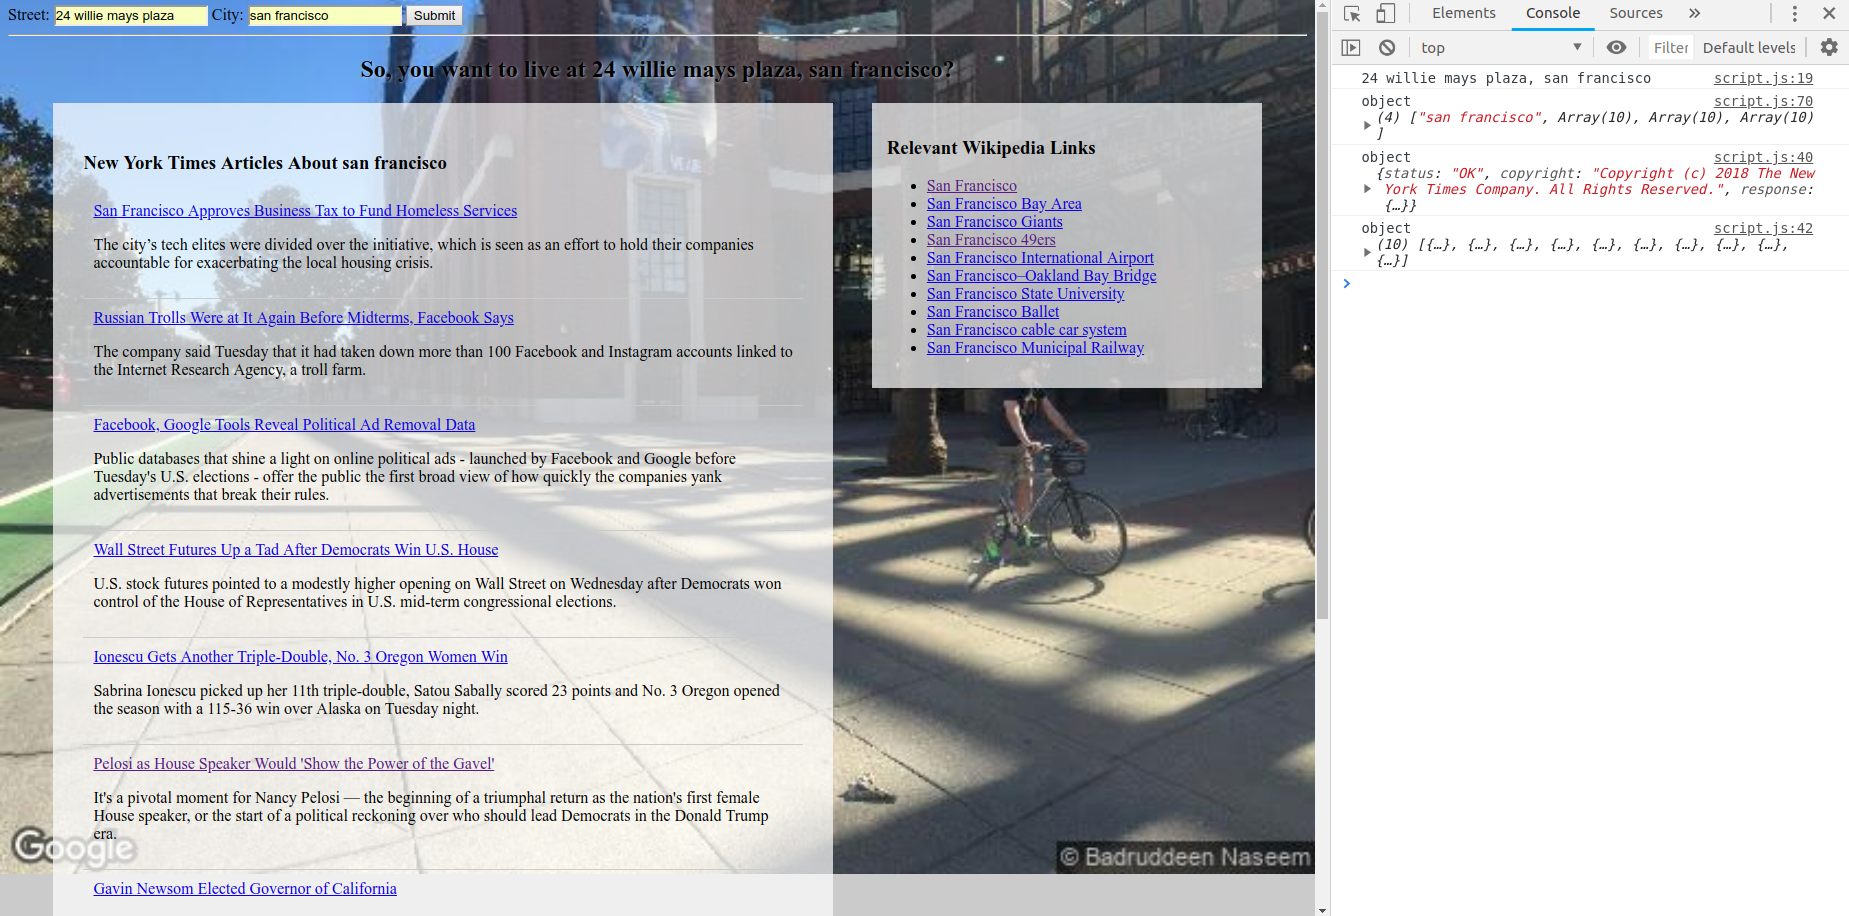 Street: 24 willie mays plaza City: san francisco Submit
So, you want to live at 24 willie mays plaza, san francisco?
New York Times Articles About san francisco
San Francisco Approves Business Tax to Fund Homeless Services
The city’s tech elites were divided over the initiative, which is seen as an effort to hold their companies
accountable for exacerbating the local housing crisis.
Russian Trolls Were at It Again Before Midterms, Facebook Says
The company said Tuesday that it had taken down more than 100 Facebook and Instagram accounts linked to
the Internet Research Agency, a troll farm.
Facebook, Google Tools Reveal Political Ad Removal Data
Public databases that shine a light on online political ads - launched by Facebook and Google before
Tuesday's U.S. elections - offer the public the first broad view of how quickly the companies yank
advertisements that break their rules.
Wall Street Futures Up a Tad After Democrats Win U.S. House
U.S. stock futures pointed to a modestly higher opening on Wall Street on Wednesday after Democrats won
control of the House of Representatives in U.S. mid-term congressional elections.
Ionescu Gets Another Triple-Double, No. 3 Oregon Women Win
Sabrina Ionescu picked up her 11th triple-double, Satou Sabally scored 23 points and No. 3 Oregon opened
the season with a 115-36 win over Alaska on Tuesday night.
Pelosi as House Speaker Would 'Show the Power of the Gavel'
It's a pivotal moment for Nancy Pelosi — the beginning of a triumphal return as the nation's first female
House speaker, or the start of a political reckoning over who should lead Democrats in the Donald Trump
era.
Gavin Newsom Elected Governor of California
Google
Relevant Wikipedia Links
San Francisco
San Francisco Bay Area
San Francisco Giants
San Francisco 49ers
San Francisco International Airport
San Francisco–Oakland Bay Bridge
San Francisco State University
San Francisco Ballet
San Francisco cable car system
San Francisco Municipal Railway
© Badruddeen Naseem
Elements Console Sources
top Filter Default levels
24 willie mays plaza, san francisco script.js:19
object script.js:70
(4) ["san francisco", Array(10), Array(10), Array(10)
]
object script.js:40
{status: "OK", copyright: "Copyright (c) 2018 The New
York Times Company. All Rights Reserved.", response:
{…}}
object script.js:42
(10) [{…}, {…}, {…}, {…}, {…}, {…}, {…}, {…}, {…},
{…}]